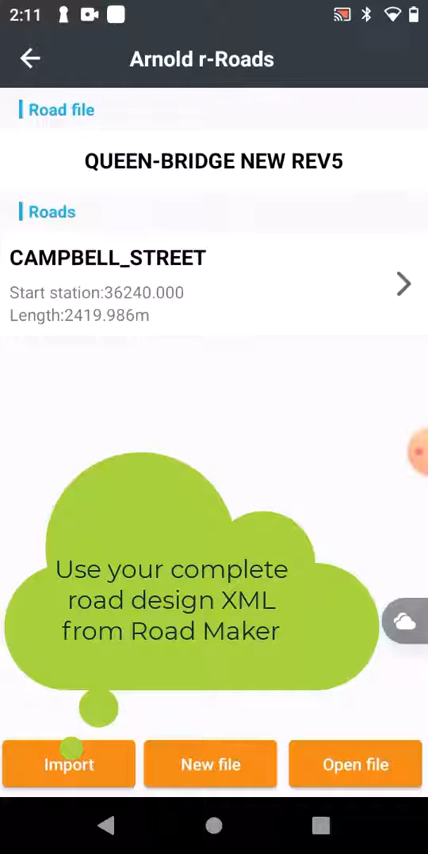 2:11
Arnold r-Roads
Road file
QUEEN-BRIDGE NEW REV5
Roads
CAMPBELL_STREET
Start station:36240.000
Length:2419.986m
Use your complete
road design XML
from Road Maker
Import
New file
Open file